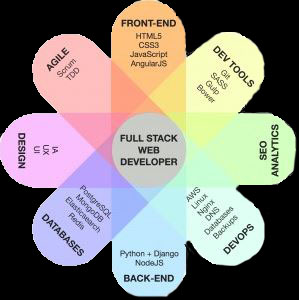 FRONT-END
HTML5
CSS3
JavaScript
AngularJS
DEV TOOLS
Git
SASS
Gulp
Bower
SEO
ANALYTICS
AWS
Linux
Nginx
DNS
Databases
Backups
DEVOPS
Python + Django
NodeJS
BACK-END
PostgreSQL
MongoDB
Elasticsearch
Redis
DATABASES
DESIGN
IA
UX
UI
AGILE
Scrum
TDD
FULL STACK
WEB
DEVELOPER